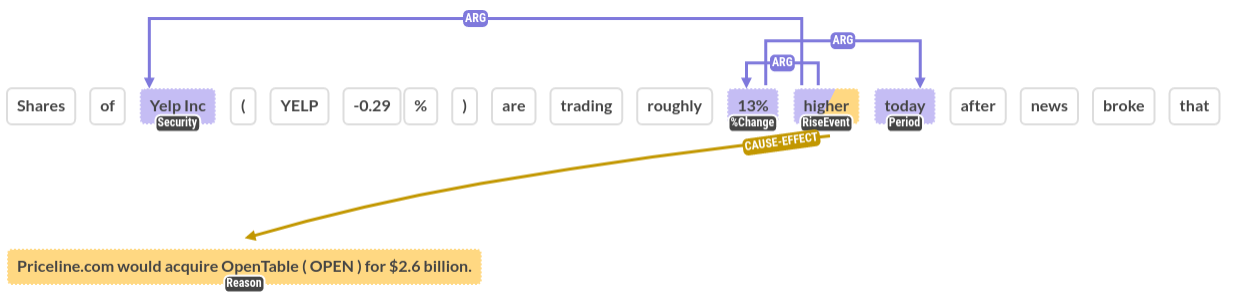 ARG
ARG
ARG
Shares of Yelp Inc ( YELP -0.29 % ) are trading roughly 13% higher today after news broke that
Security %Change RiseEvent Period
CAUSE-EFFECT
Priceline.com would acquire OpenTable ( OPEN ) for $2.6 billion.
Reason